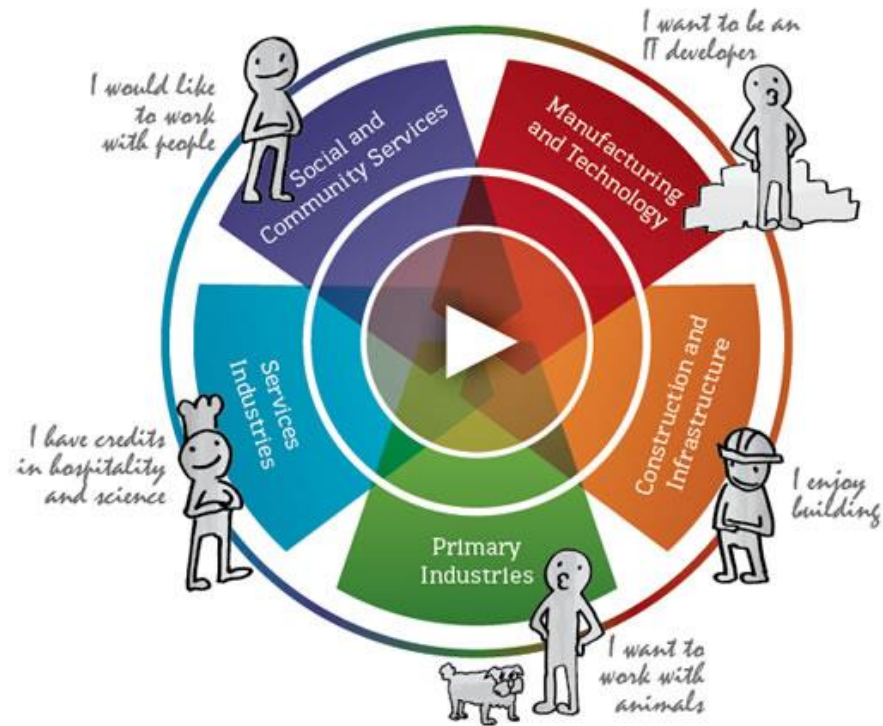 I want to be an
IT developer
Manufacturing
and Technology
I would like
to work
with people
Social and
Community Services
Construction and
Infrastructure
I enjoy
building
Services
Industries
I have credits
in hospitality
and science
Primary
Industries
I want to
work with
animals